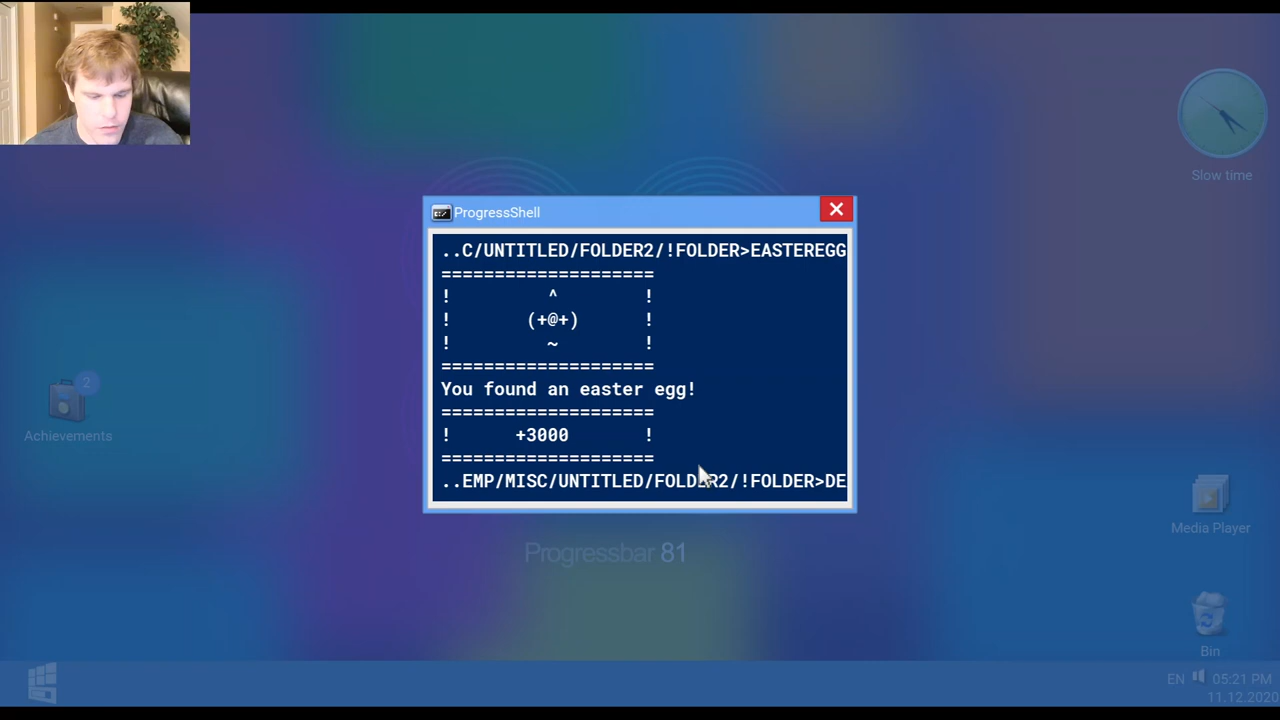 Slow time
ProgressShell
..C/UNTITLED/FOLDER2/!FOLDER>EASTEREGG
====================
!         ^        !
!       (+@+)      !
!         ~        !
====================
You found an easter egg!
====================
!      +3000       !
====================
..EMP/MISC/UNTITLED/FOLDER2/!FOLDER>DE
2
Achievements
Media Player
Progressbar 81
Bin
EN 05:21 PM
11.12.2020